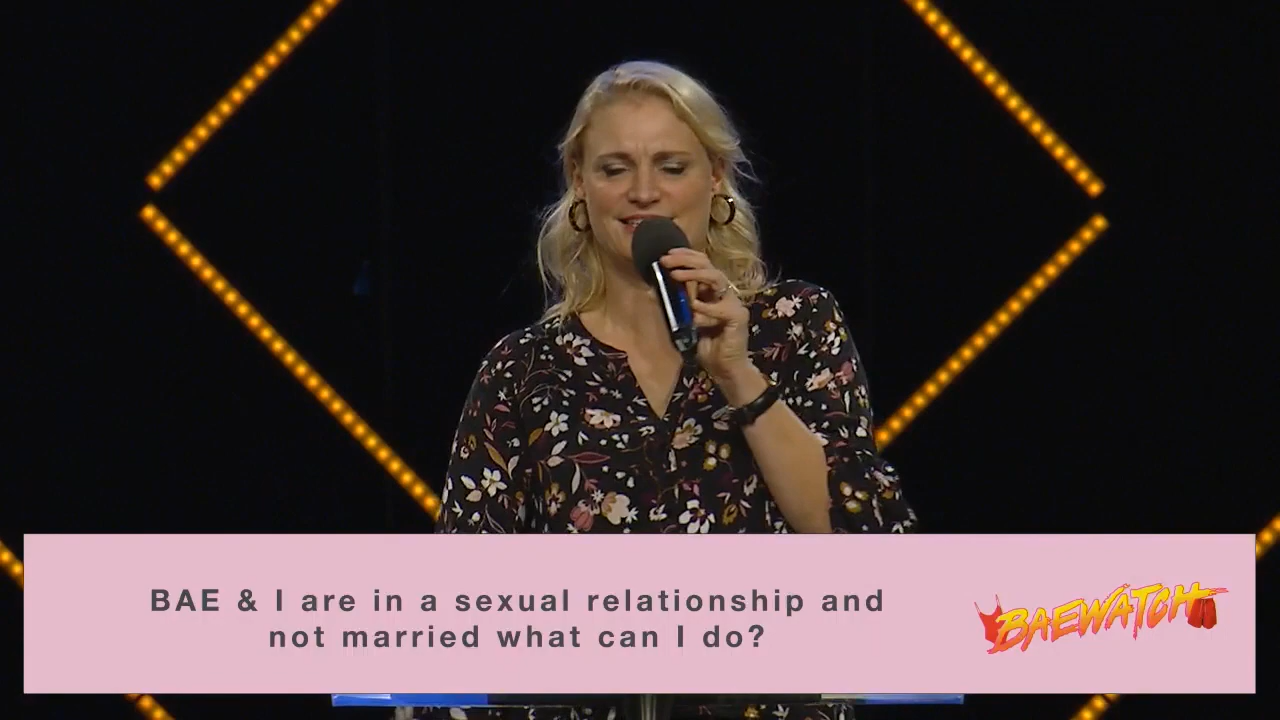 BAE & I are in a sexual relationship and
not married what can I do?
BAEWATCH